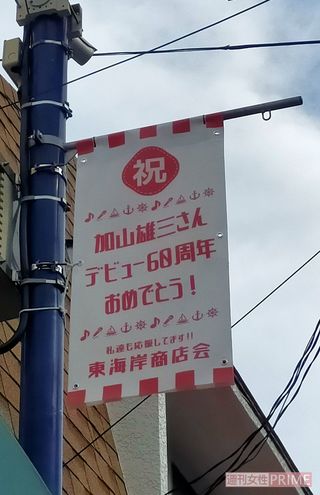 祝
加山雄三さん
デビュー60周年
おめでとう!
私達も応援してます!!
東海岸商店会
週刊女性PRIME